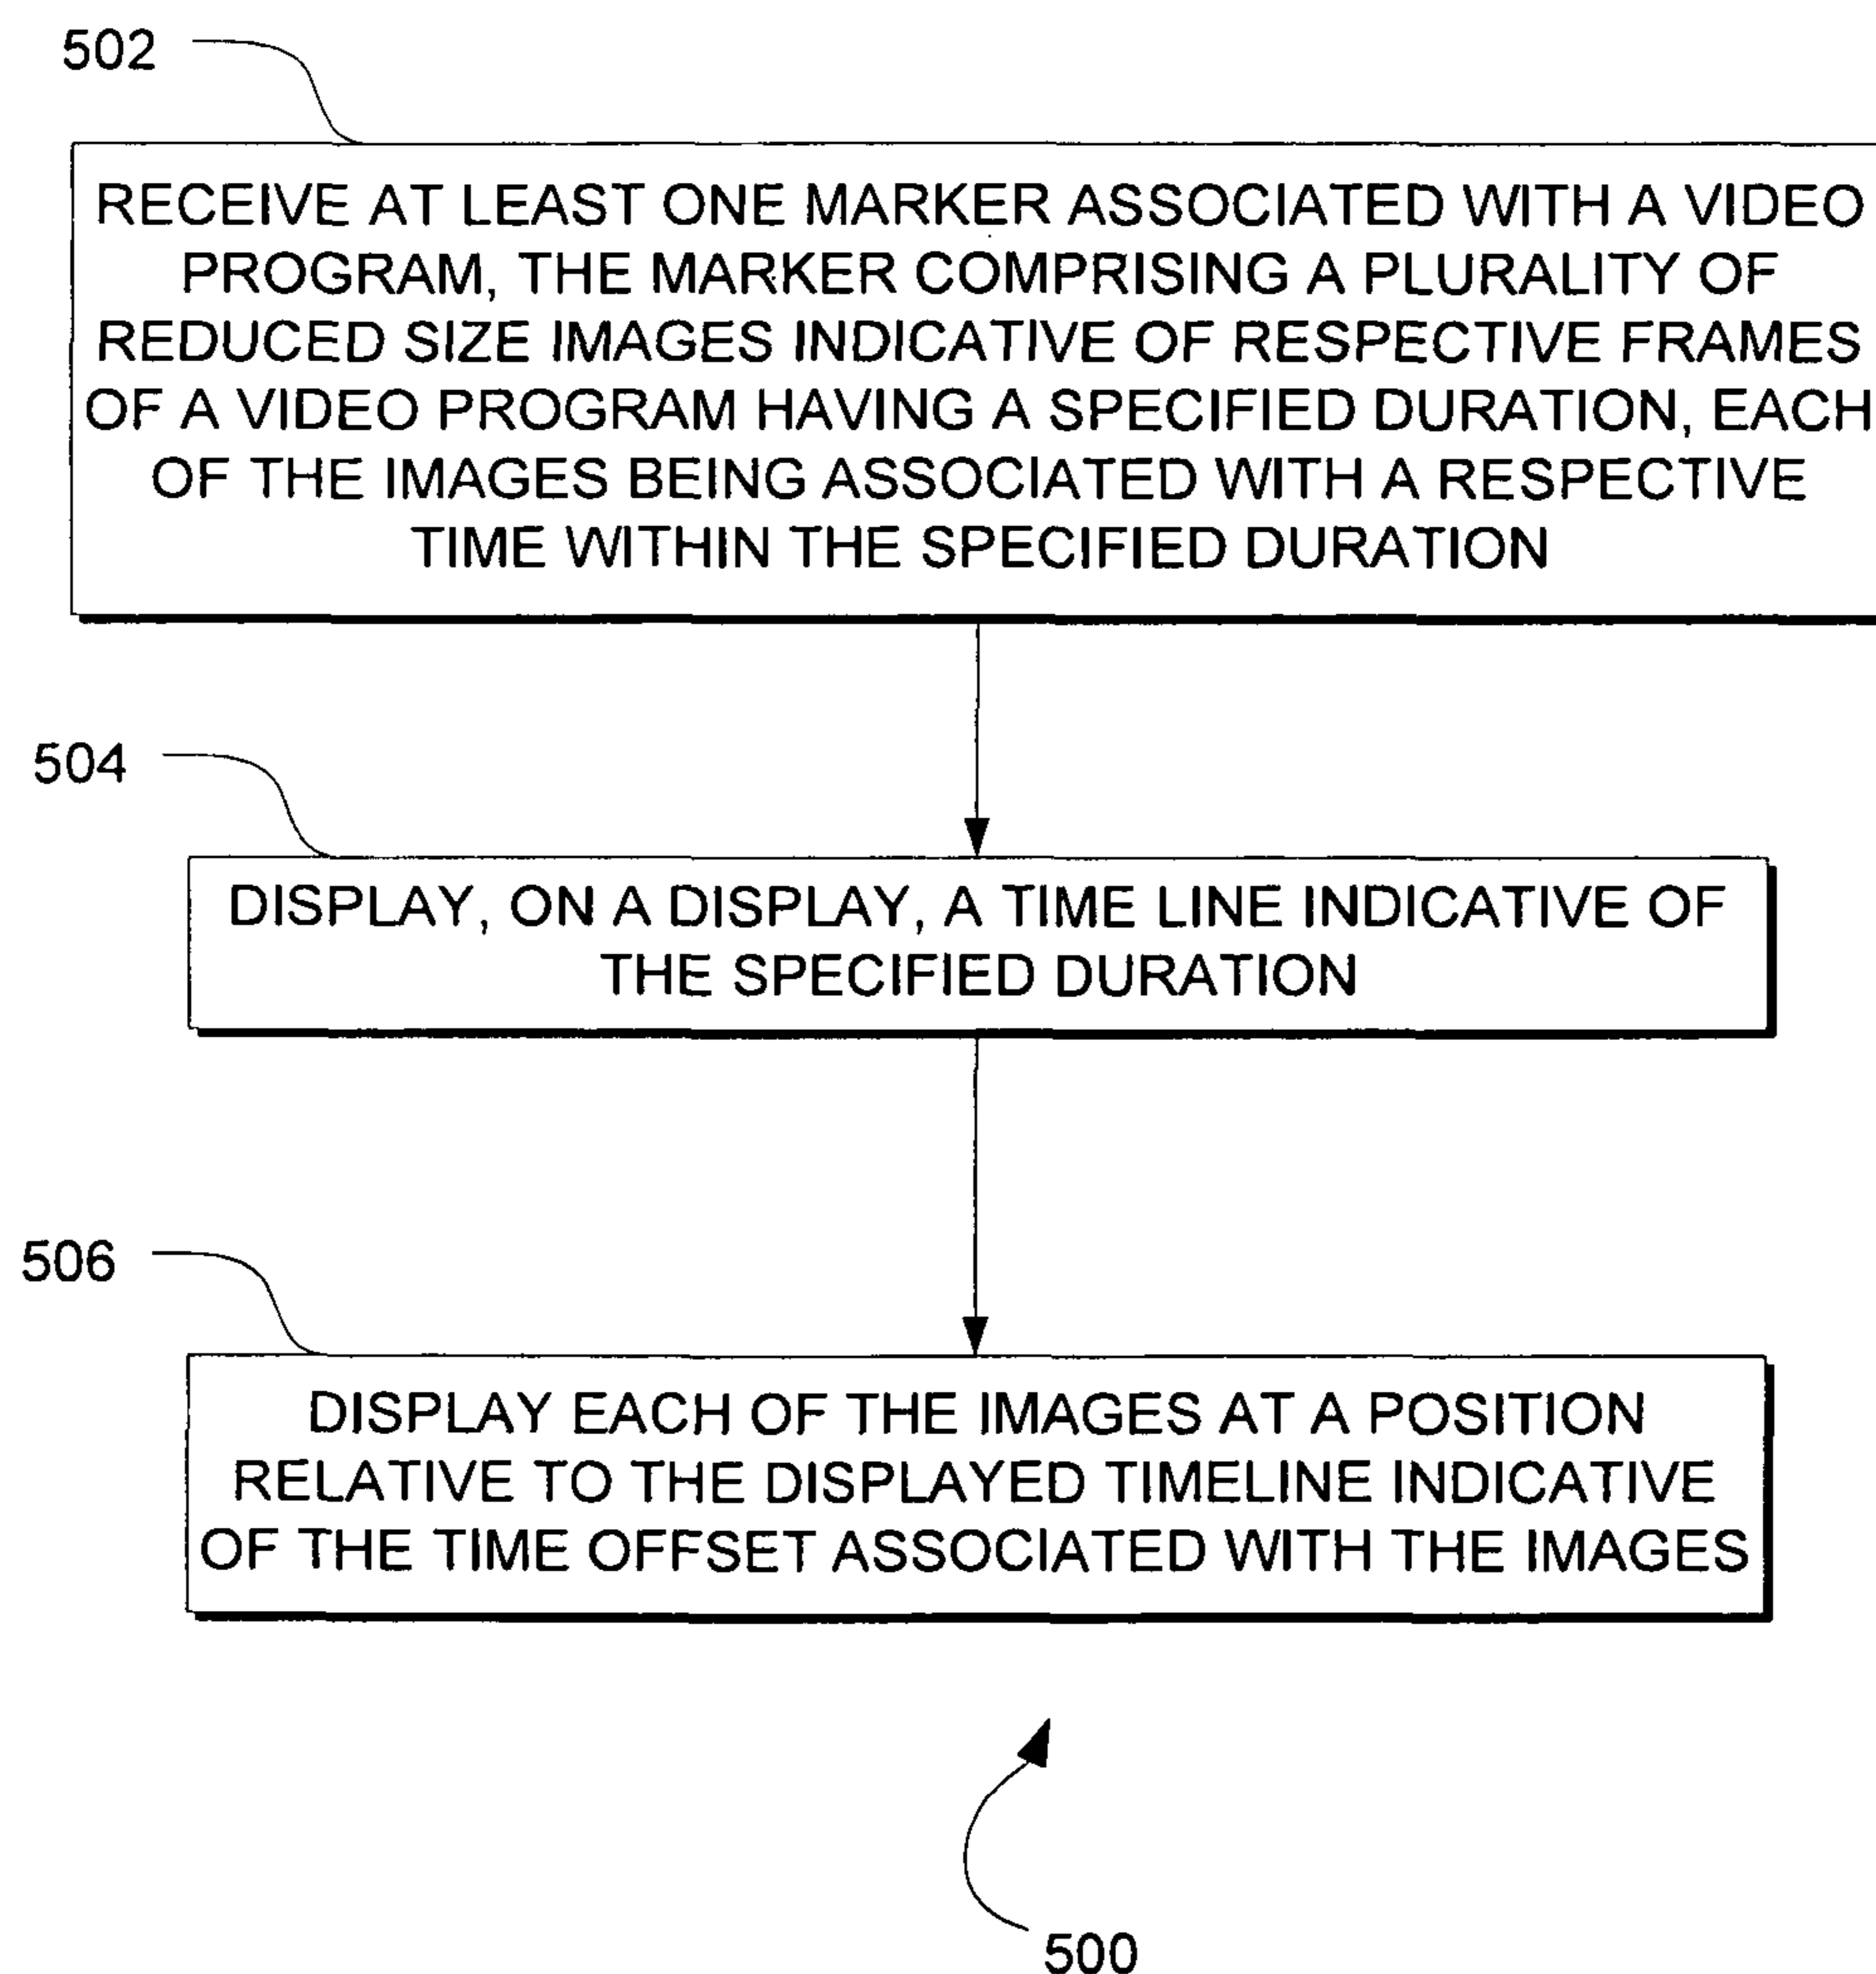 502
RECEIVE AT LEAST ONE MARKER ASSOCIATED WITH A VIDEO
PROGRAM, THE MARKER COMPRISING A PLURALITY OF
REDUCED SIZE IMAGES INDICATIVE OF RESPECTIVE FRAMES
OF A VIDEO PROGRAM HAVING A SPECIFIED DURATION, EACH
OF THE IMAGES BEING ASSOCIATED WITH A RESPECTIVE
TIME WITHIN THE SPECIFIED DURATION
504
DISPLAY, ON A DISPLAY, A TIME LINE INDICATIVE OF
THE SPECIFIED DURATION
506
DISPLAY EACH OF THE IMAGES AT A POSITION
RELATIVE TO THE DISPLAYED TIMELINE INDICATIVE
OF THE TIME OFFSET ASSOCIATED WITH THE IMAGES
500